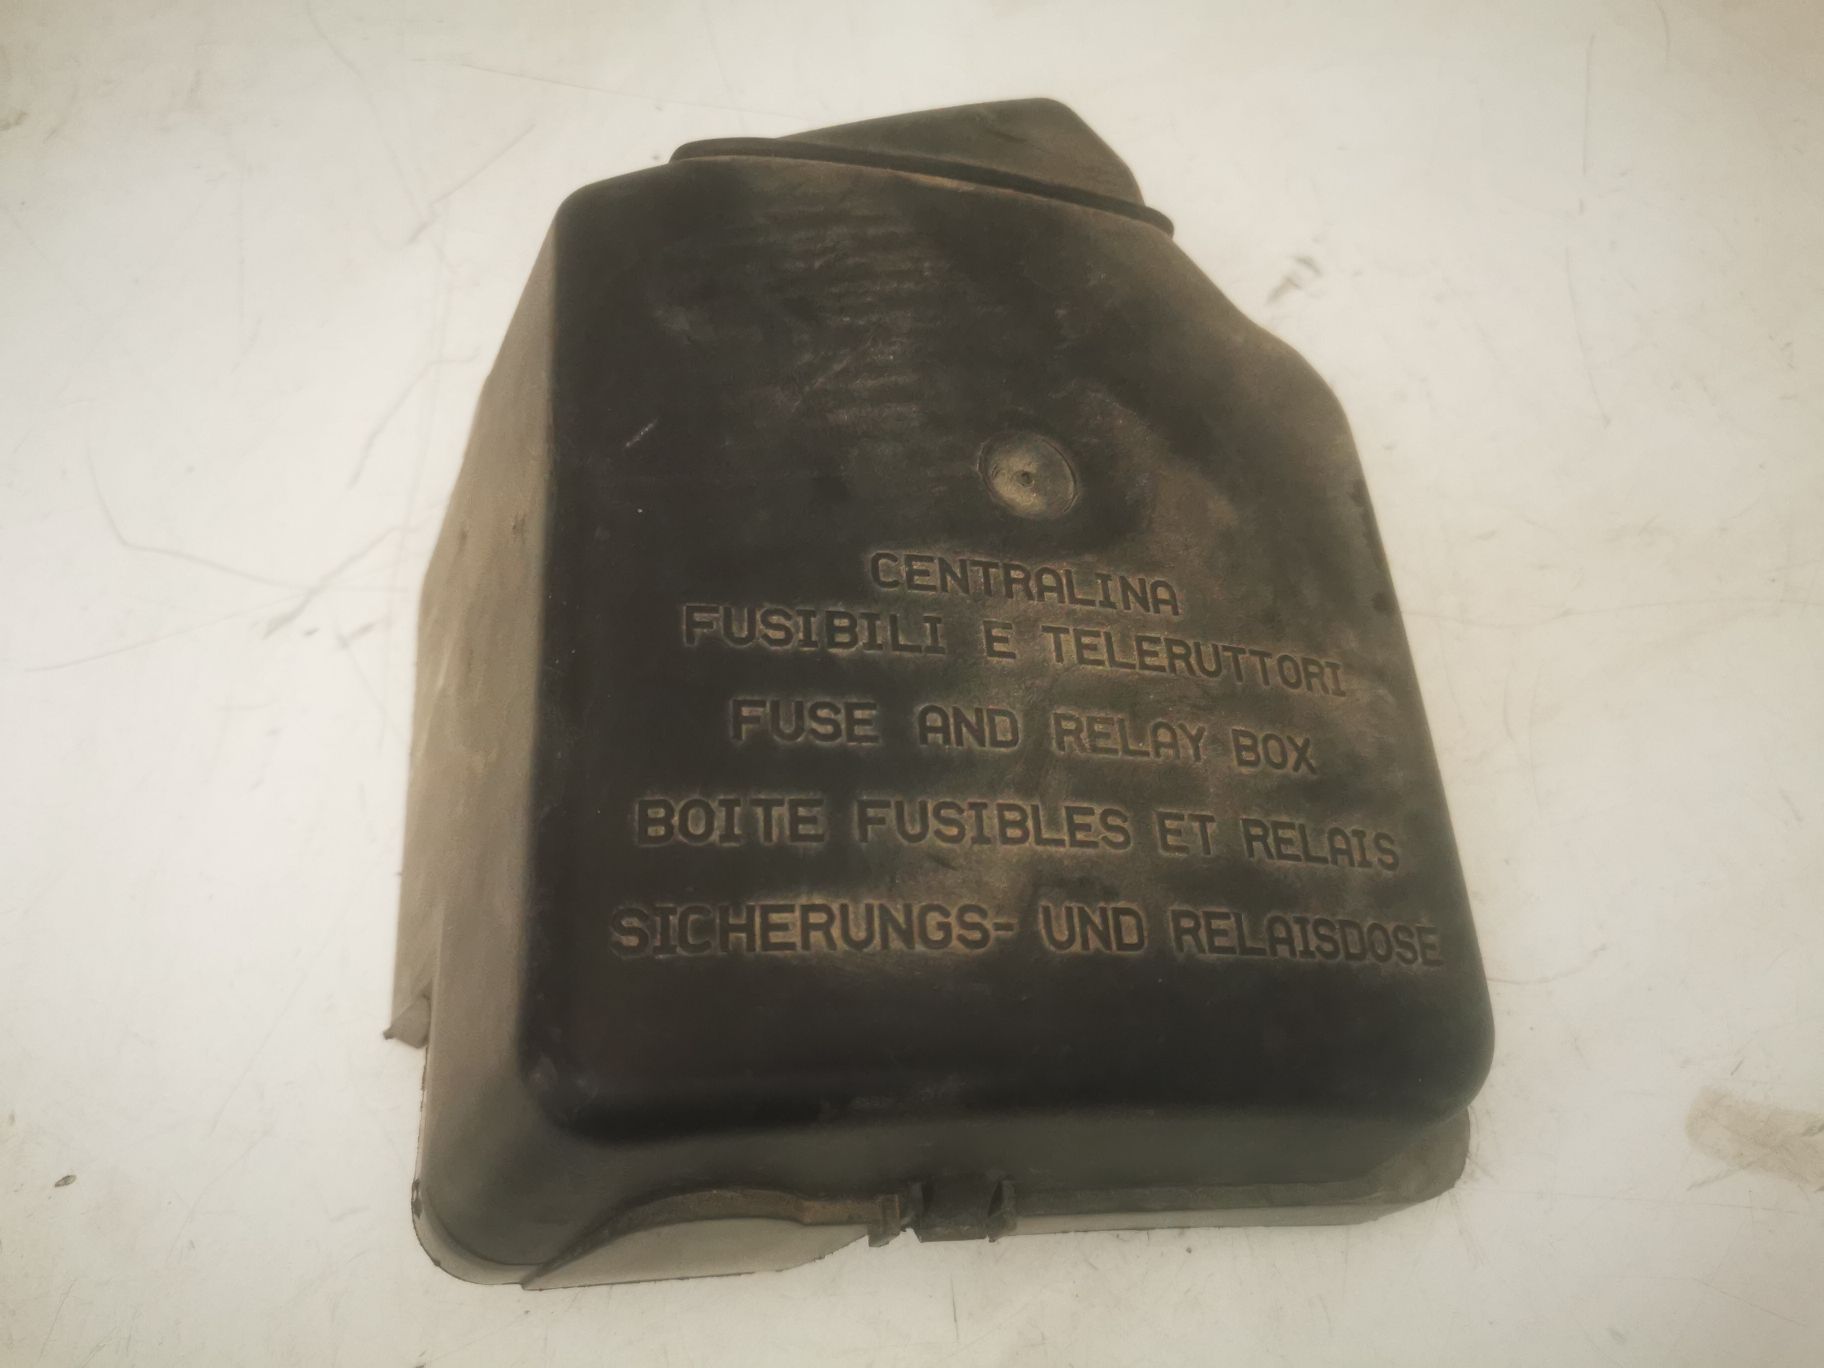 CENTRALINA
FUSIBILI E TELERUTTORI
FUSE AND RELAY BOX
BOITE FUSIBLES ET RELAIS
SICHERUNGS- UND RELAISDOSE